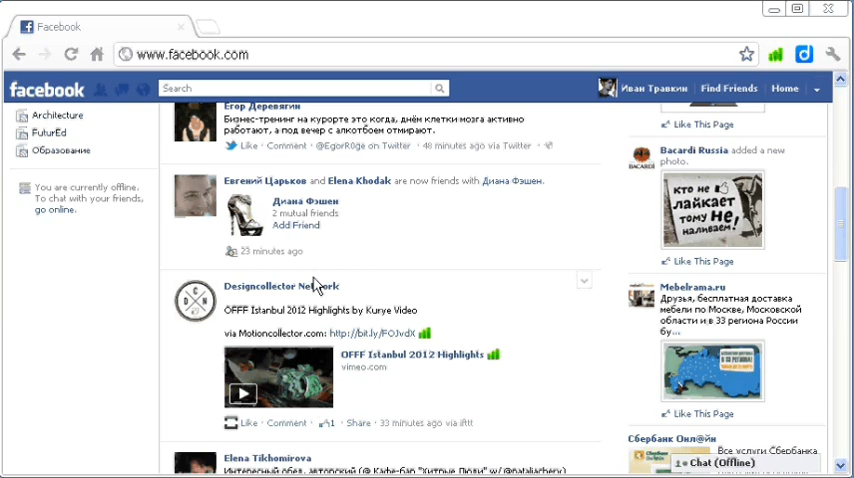 Facebook
www.facebook.com
facebook
Search
Иван Травкин
Find Friends
Home
Architecture
FuturEd
Образование
You are currently offline.
To chat with your friends,
go online.
Егор Деревягин
Бизнес-тренинг на курорте это когда, днём клетки мозга активно
работают, а под вечер с алкотбоем отмирают.
Like · Comment · @EgorR0ge on Twitter · 48 minutes ago via Twitter ·
Евгений Царьков and Elena Khodak are now friends with Диана Фэшен.
Диана Фэшен
2 mutual friends
Add Friend
23 minutes ago
DCN
Designcollector Network
OFFF Istanbul 2012 Highlights by Kurye Video
via Motioncollector.com: http://bit.ly/FOJvdX
OFFF Istanbul 2012 Highlights
vimeo.com
Like · Comment · 1 · Share · 33 minutes ago via ifttt
Elena Tikhomirova
Интересный обед, авторский (@ Кафе-бар "Хитрые Люди" w/ @nataliachery)
Like This Page
Bacardi Russia added a new
photo.
BACARDI
КТО НЕ
ЛАЙКАЕТ
ТОМУ НЕ
НАЛИВАЕМ!
Like This Page
Mebelrama.ru
Друзья, бесплатная доставка
мебели по Москве, Московской
области и в 33 региона России
бу...
Like This Page
Сбербанк Онл@йн
Все услуги Сбербанка.
Chat (Offline)